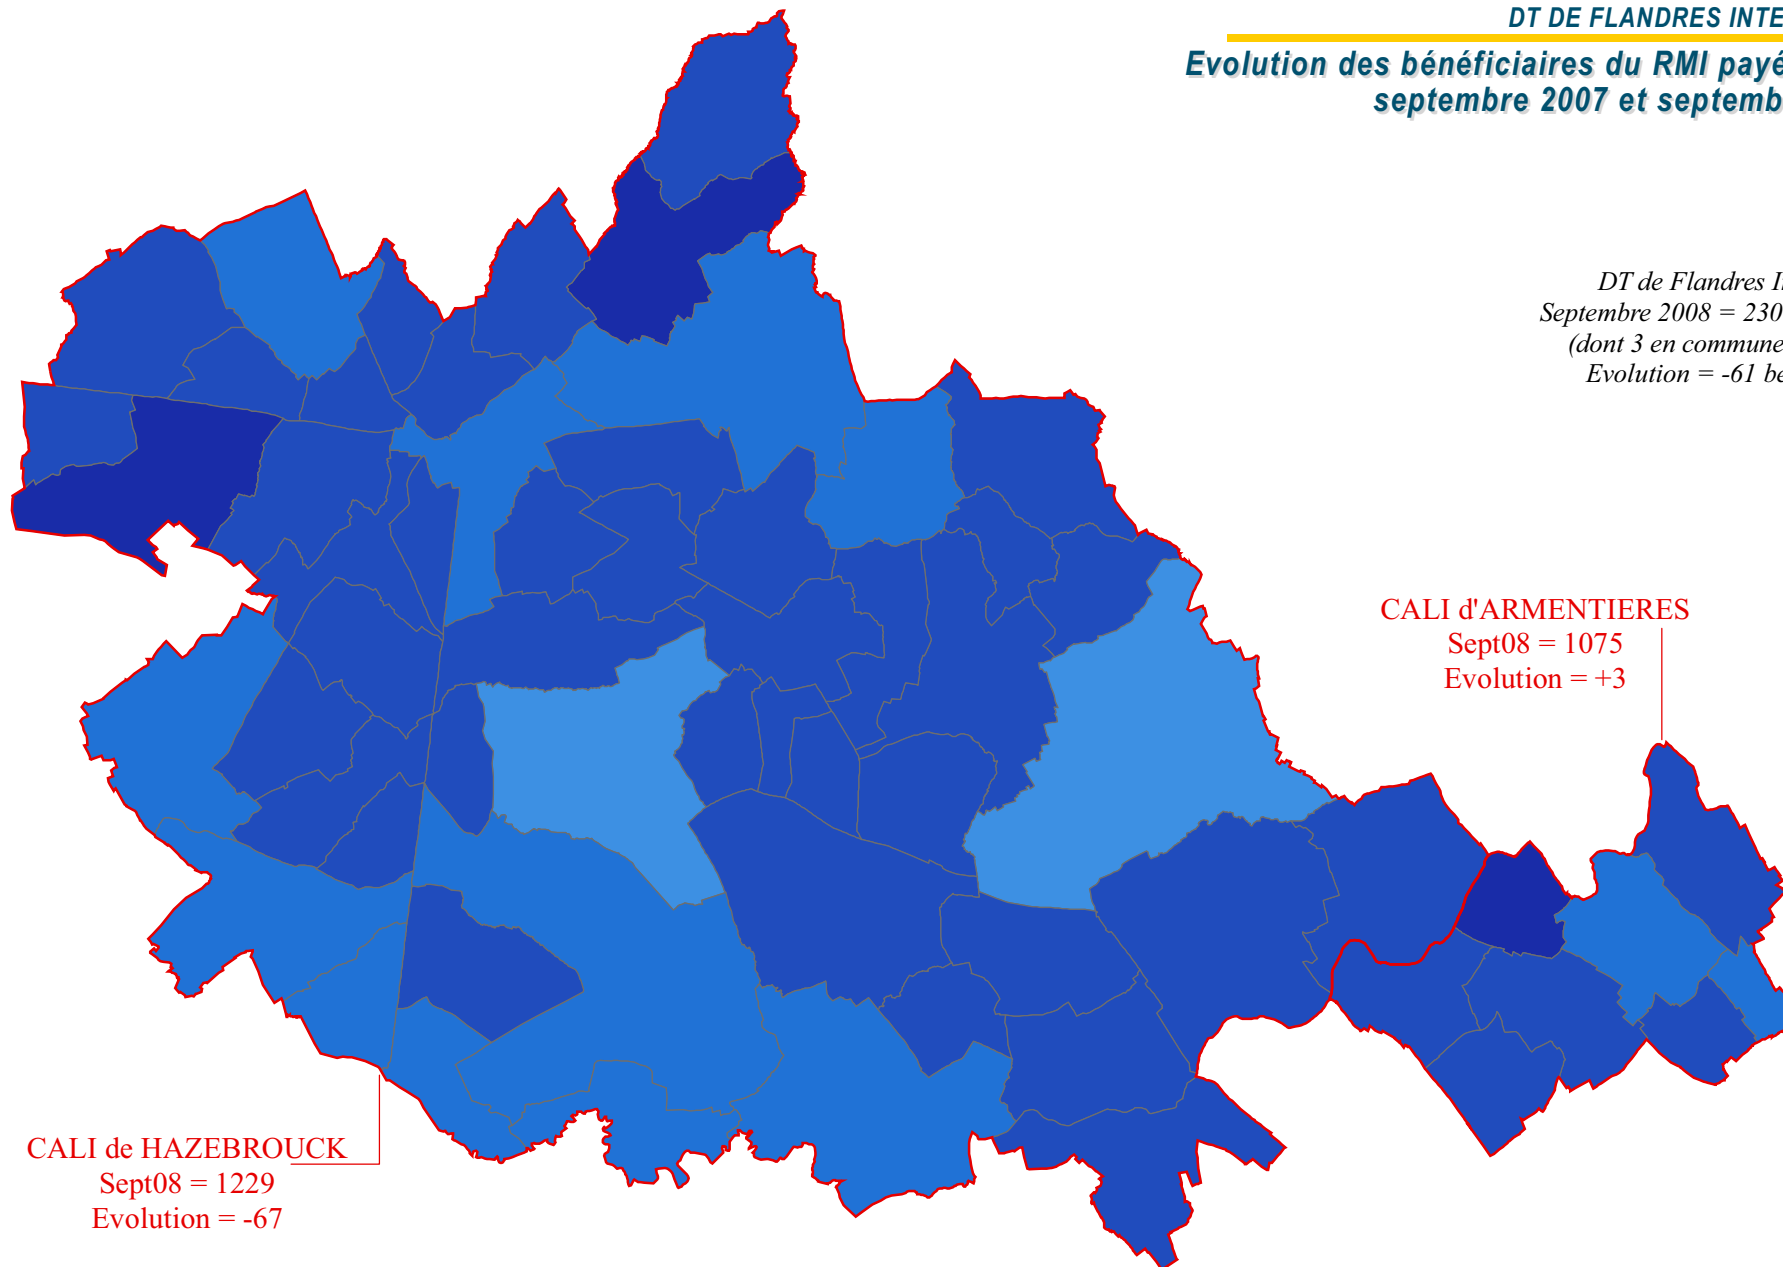 DT DE FLANDRES INTE
Evolution des bénéficiaires du RMI payé
septembre 2007 et septemb
DT de Flandres I
Septembre 2008 = 230
(dont 3 en commune
Evolution = -61 be
CALI d'ARMENTIERES
Sept08 = 1075
Evolution = +3
CALI de HAZEBROUCK
Sept08 = 1229
Evolution = -67